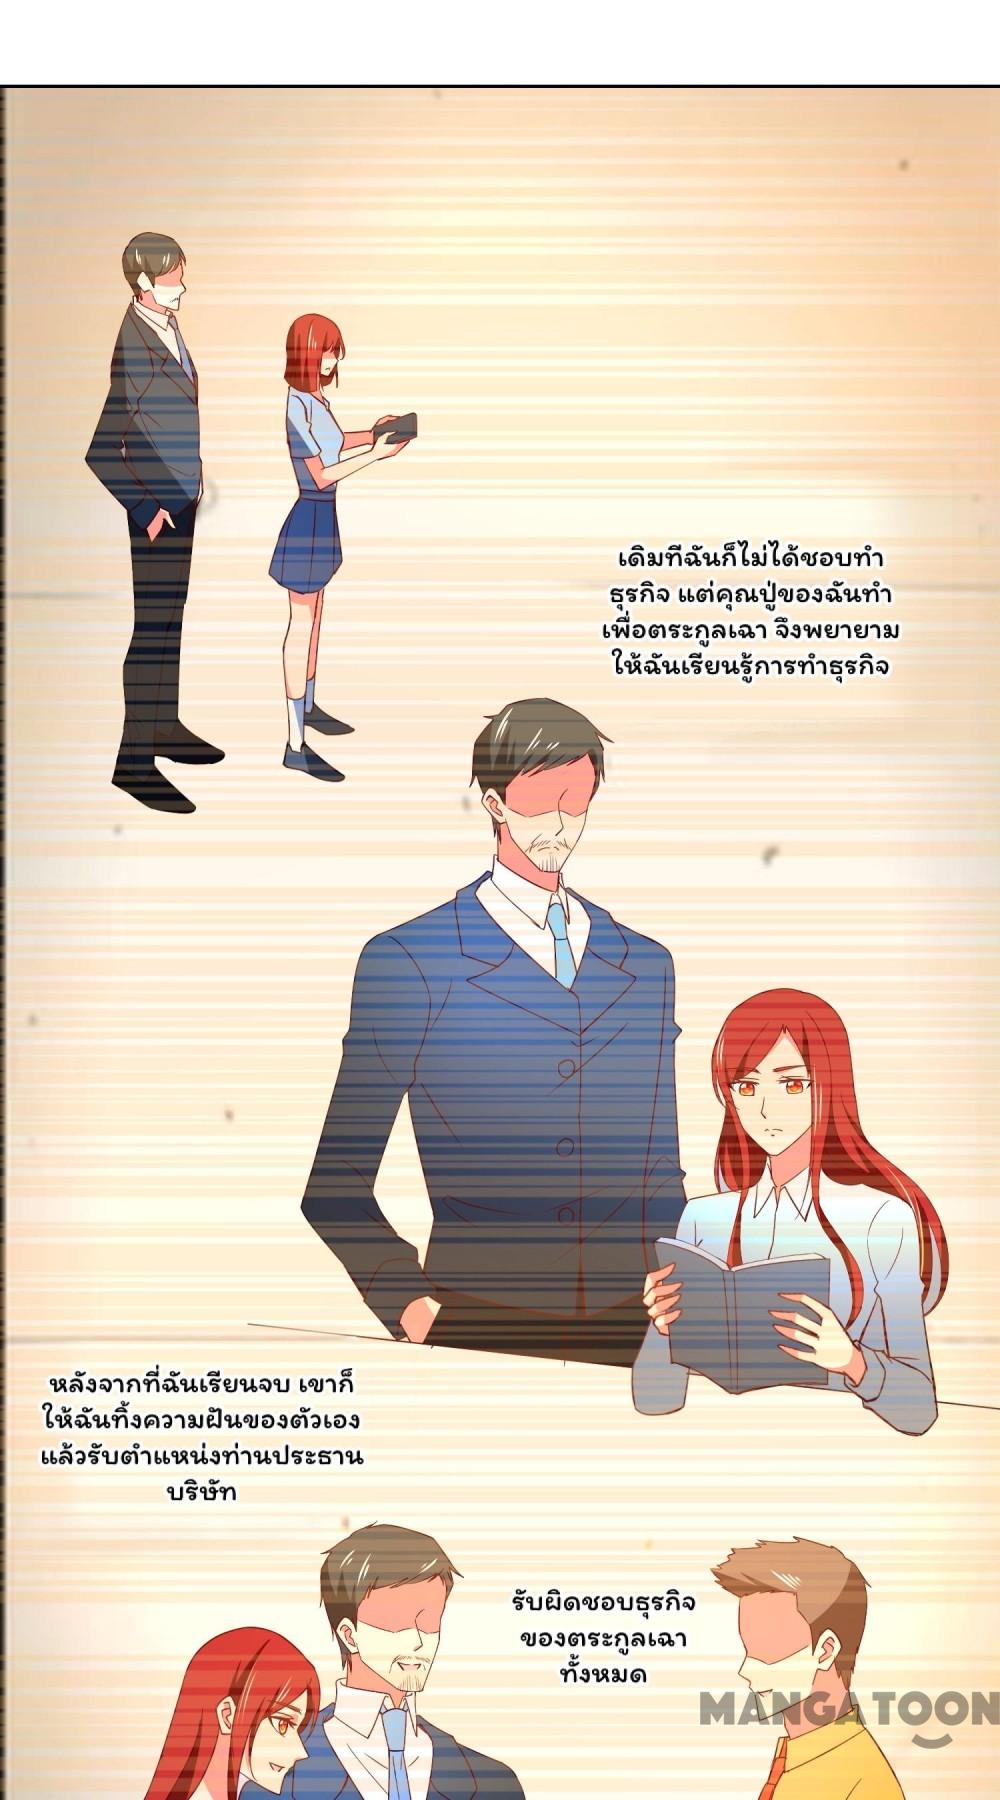 เดิมทีฉันก็ไม่ได้ชอบทำ
ธุรกิจ แต่คุณปู่ของฉันทำ
เพื่อตระกูลเฉา จึงพยายาม
ให้ฉันเรียนรู้การทำธุรกิจ
หลังจากที่ฉันเรียนจบ เขาก็
ให้ฉันทิ้งความฝันของตัวเอง
แล้วรับตำแหน่งท่านประธาน
บริษัท
รับผิดชอบธุรกิจ
ของตระกูลเฉา
ทั้งหมด
MANGATOON